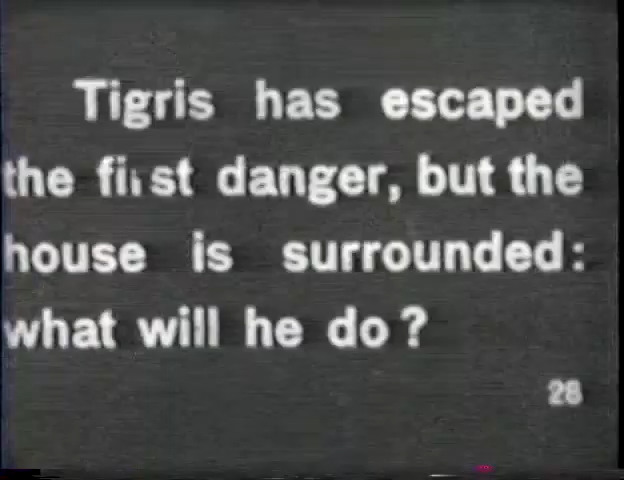 Tigris has escaped
the first danger, but the
house is surrounded:
what will he do?
28